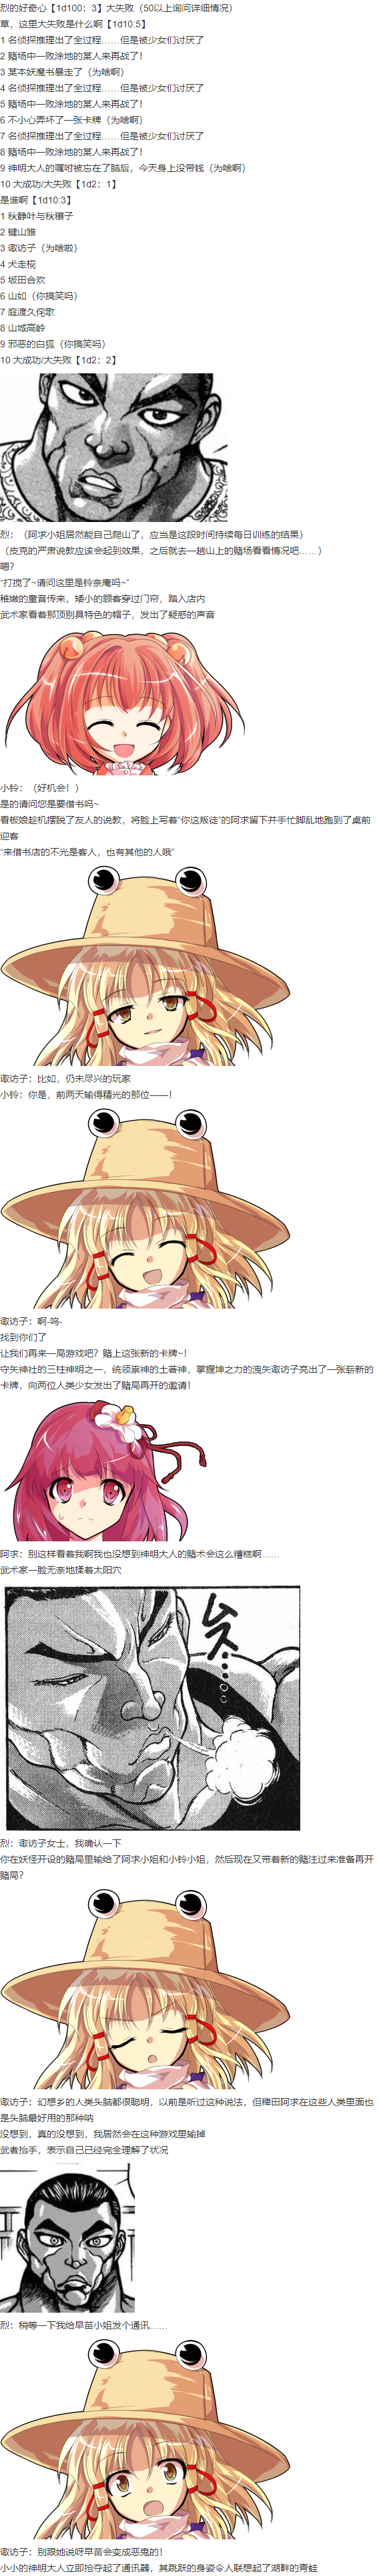 烈的好奇心【1d100：3】大失败（50以上询问详细情况）
草，这里大失败是什么啊【1d10:5】
1 名侦探推理出了全过程……但是被少女们讨厌了
2 赌场中一败涂地的某人来再战了！
3 某本妖魔书暴走了（为啥啊）
4 名侦探推理出了全过程……但是被少女们讨厌了
5 赌场中一败涂地的某人来再战了！
6 不小心弄坏了一张卡牌（为啥啊）
7 名侦探推理出了全过程……但是被少女们讨厌了
8 赌场中一败涂地的某人来再战了！
9 神明大人的嘱咐被忘在了脑后，今天身上没带钱（为啥啊）
10 大成功/大失败【1d2：1】
是谁啊【1d10:3】
1 秋静叶与秋穰子
2 键山雏
3 诹访子（为啥啦）
4 犬走椛
5 坂田合欢
6 山如（你搞笑吗）
7 庭渡久侘歌
8 山城高岭
9 邪恶的白狐（你搞笑吗）
10 大成功/大失败【1d2：2】
烈：（阿求小姐居然能自己爬山了，应当是这段时间持续每日训练的结果）
（皮克的严肃说教应该会起到效果，之后就去一趟山上的赌场看看情况吧……）
嗯？
“打搅了~请问这里是铃奈庵吗~”
稚嫩的童音传来，矮小的顾客穿过门帘，踏入店内
武术家看着那顶别具特色的帽子，发出了疑惑的声音
小铃：（好机会！）
是的请问您是要借书吗~
看板娘趁机摆脱了友人的说教，将脸上写着“你这叛徒”的阿求留下并手忙脚乱地跑到了桌前
迎客
“来借书店的不光是客人，也有其他的人哦”
诹访子：比如，仍未尽兴的玩家
小铃：你是，前两天输得精光的那位——！
诹访子：啊-呜-
找到你们了
让我们再来一局游戏吧？赌上这张新的卡牌~！
守矢神社的三柱神明之一，统领祟神的土著神，掌握坤之力的洩矢诹访子亮出了一张崭新的
卡牌，向两位人类少女发出了赌局再开的邀请！
阿求：别这样看着我啊我也没想到神明大人的赌术会这么糟糕啊……
武术家一脸无奈地揉着太阳穴
ムス……
烈：诹访子女士，我确认一下
你在妖怪开设的赌局里输给了阿求小姐和小铃小姐，然后现在又带着新的赌注过来准备再开
赌局？
诹访子：幻想乡的人类头脑都很聪明，以前是听过这种说法，但稗田阿求在这些人类里面也
是头脑最好用的那种呐
没想到，真的没想到，我居然会在这种游戏里输掉
武者抬手，表示自己已经完全理解了状况
烈：稍等一下我给早苗小姐发个通讯……
诹访子：别跟她说呀早苗会变成恶鬼的！
小小的神明大人立即抢夺起了通讯器，其跳跃的身姿令人联想起了湖畔的青蛙